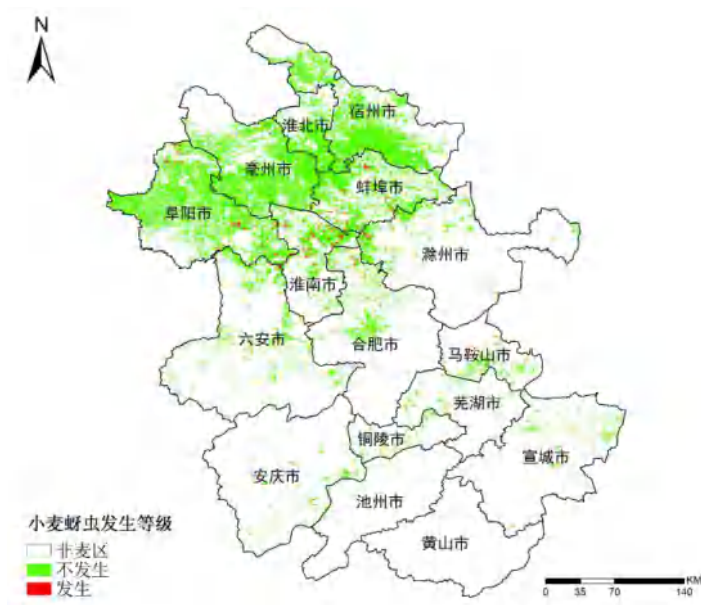 N
宿州市
淮北市
亳州市
蚌埠市
阜阳市
滁州市
淮南市
六安市
合肥市
马鞍山市
芜湖市
铜陵市
宣城市
安庆市
池州市
黄山市
小麦蚜虫发生等级
非麦区
不发生
发生
KM
0 35 70 140